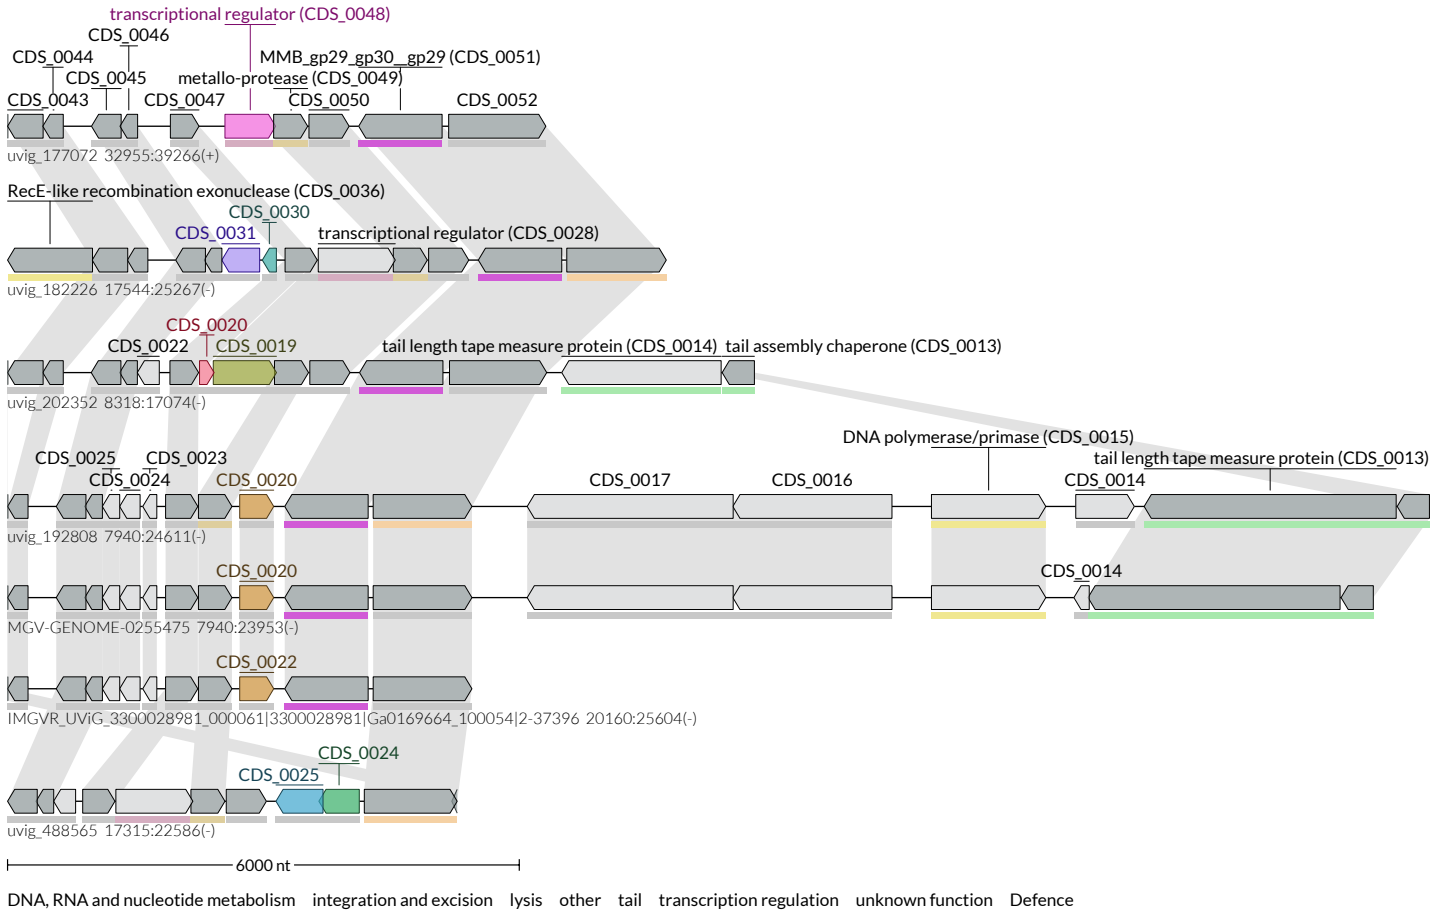 transcriptional regulator (CDS_0048)
CDS_0046
CDS_0044
MMB_gp29_gp30__gp29 (CDS_0051)
CDS_0045
metallo-protease (CDS_0049)
CDS_0043
CDS_0047
CDS_0050
CDS_0052
uvig_177072 32955:39266(+)
RecE-like recombination exonuclease (CDS_0036)
CDS_0030
CDS_0031
transcriptional regulator (CDS_0028)
uvig_182226 17544:25267(-)
CDS_0020
CDS_0022
CDS_0019
tail length tape measure protein (CDS_0014)
tail assembly chaperone (CDS_0013)
uvig_202352 8318:17074(-)
DNA polymerase/primase (CDS_0015)
CDS_0025
CDS_0023
tail length tape measure protein (CDS_0013)
CDS_0024
CDS_0020
CDS_0017
CDS_0016
CDS_0014
uvig_192808 7940:24611(-)
CDS_0020
CDS_0014
MGV-GENOME-0255475 7940:23953(-)
CDS_0022
IMGVR_UViG_3300028981_000061|3300028981|Ga0169664_100054|2-37396 20160:25604(-)
CDS_0024
CDS_0025
uvig_488565 17315:22586(-)
6000 nt
DNA, RNA and nucleotide metabolism integration and excision lysis other tail transcription regulation unknown function Defence